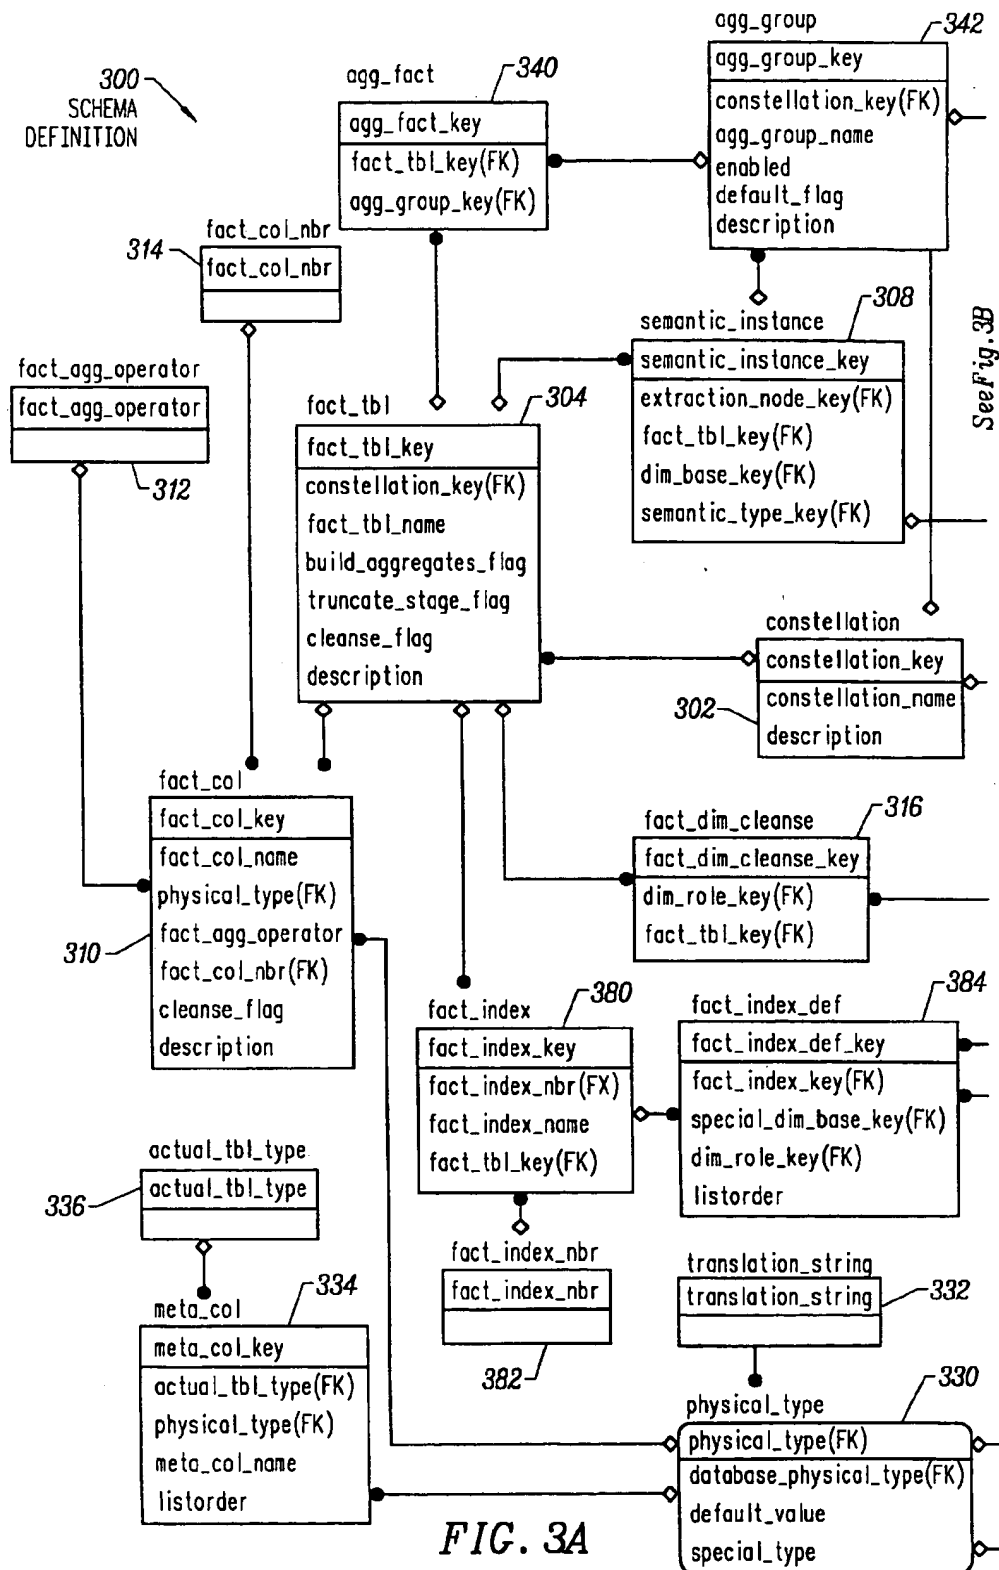 agg_group
342
agg_group_key
constellation_key(FK)
agg_group_name
enabled
default_flag
description
300
SCHEMA
DEFINITION
agg_fact
340
agg_fact_key
fact_tbl_key(FK)
agg_group_key(FK)
fact_col_nbr
314
fact_col_nbr
See Fig.3B
semantic_instance
308
semantic_instance_key
extraction_node_key(FK)
fact_tbl_key(FK)
dim_base_key(FK)
semantic_type_key(FK)
fact_agg_operator
fact_agg_operator
312
fact_tbl
304
fact_tbl_key
constellation_key(FK)
fact_tbl_name
build_aggregates_flag
truncate_stage_flag
cleanse_flag
description
constellation
constellation_key
constellation_name
description
302
fact_col
fact_col_key
fact_col_name
physical_type(FK)
fact_agg_operator
fact_col_nbr(FK)
cleanse_flag
description
310
fact_dim_cleanse
316
fact_dim_cleanse_key
dim_role_key(FK)
fact_tbl_key(FK)
fact_index
380
fact_index_key
fact_index_nbr(FX)
fact_index_name
fact_tbl_key(FK)
fact_index_def
384
fact_index_def_key
fact_index_key(FK)
special_dim_base_key(FK)
dim_role_key(FK)
listorder
actual_tbl_type
336
actual_tbl_type
fact_index_nbr
fact_index_nbr
382
translation_string
translation_string
332
meta_col
334
meta_col_key
actual_tbl_type(FK)
physical_type(FK)
meta_col_name
listorder
physical_type
330
physical_type(FK)
database_physical_type(FK)
default_value
special_type
FIG. 3A